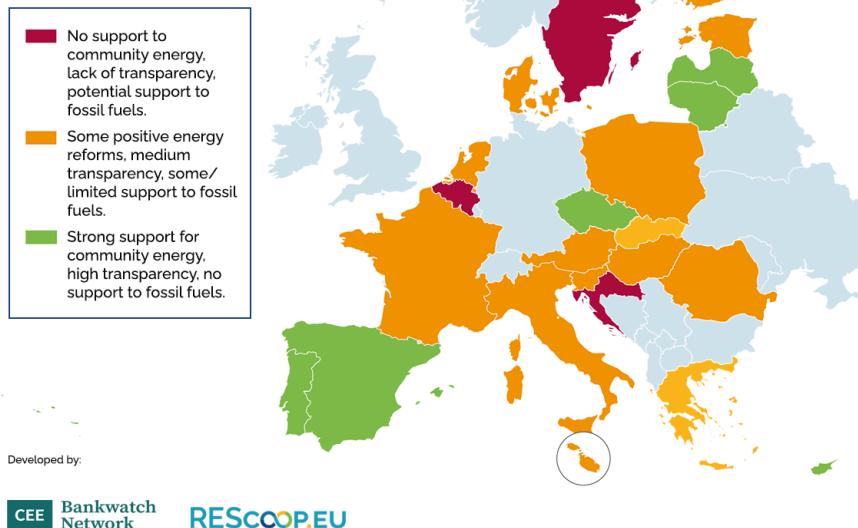 No support to
community energy,
lack of transparency,
potential support to
fossil fuels.
Some positive energy
reforms, medium
transparency, some/
limited support to fossil
fuels.
Strong support for
community energy,
high transparency, no
support to fossil fuels.
Developed by:
CEE Bankwatch
Network
REScoop.EU